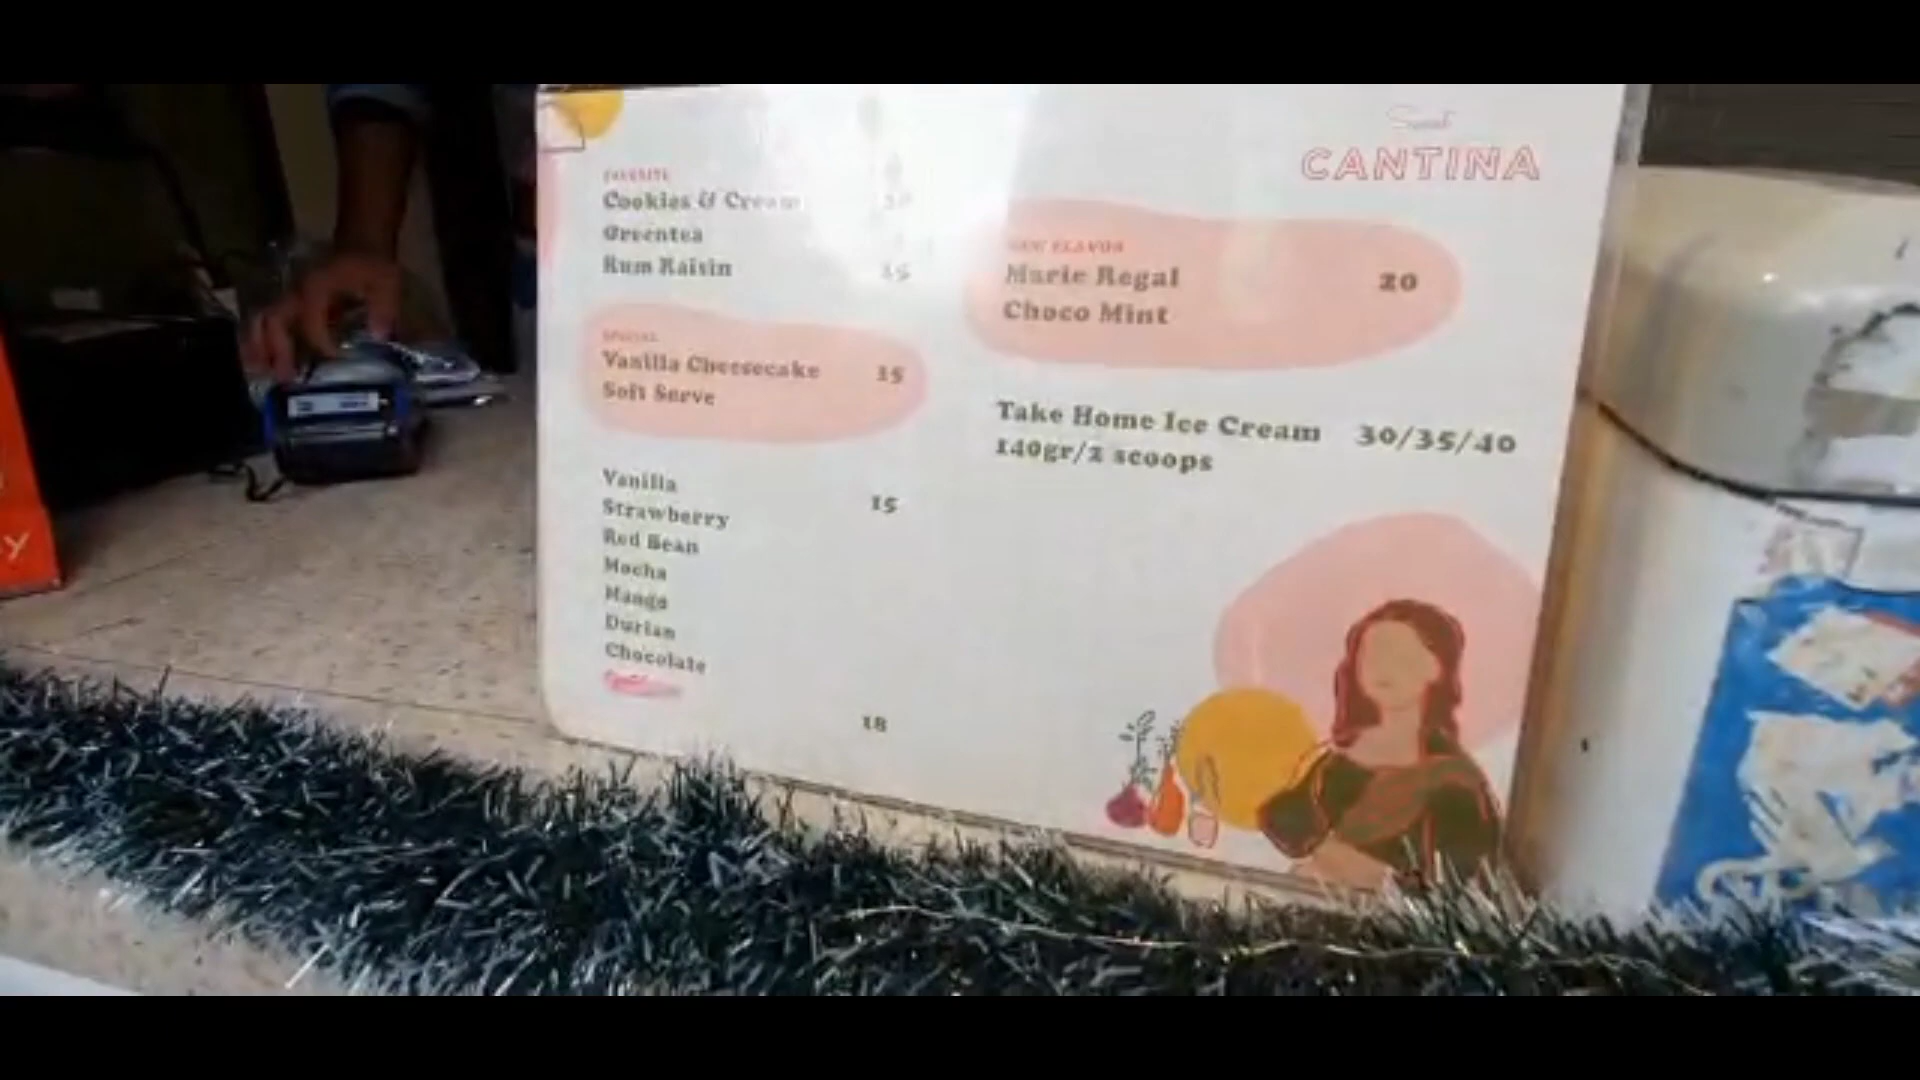 Sweet
CANTINA
FAVORITE
Cookies & Cream 20
Greentea
Rum Raisin 15
SPECIAL
Vanilla Cheesecake 15
Soft Serve
Vanilla 15
Strawberry
Red Bean
Mocha
Mango
Durian
Chocolate
18
NEW FLAVOR
Marie Regal 20
Choco Mint
Take Home Ice Cream 30/35/40
140gr/2 scoops
Y